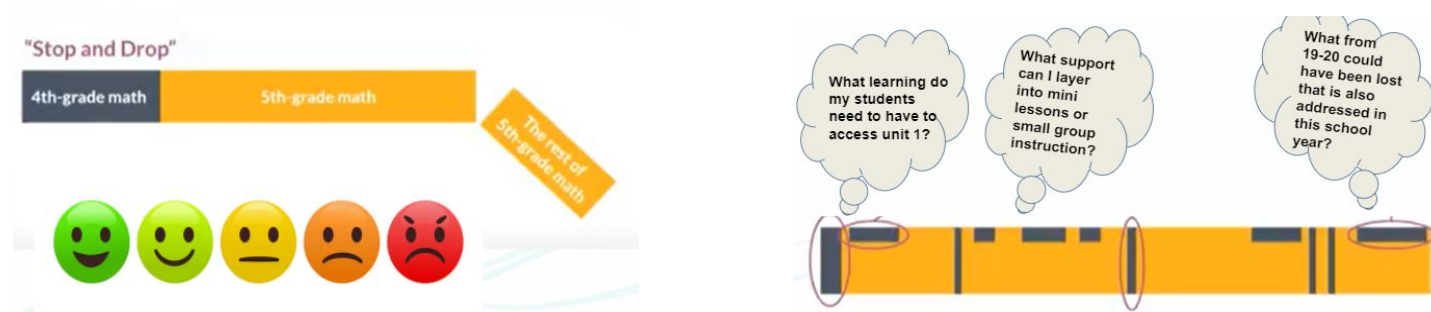 “Stop and Drop”
4th-grade math
5th-grade math
The rest of
5th-grade math
What learning do
my students
need to have to
access unit 1?
What support
can I layer
into mini
lessons or
small group
instruction?
What from
19-20 could
have been lost
that is also
addressed in
this school
year?